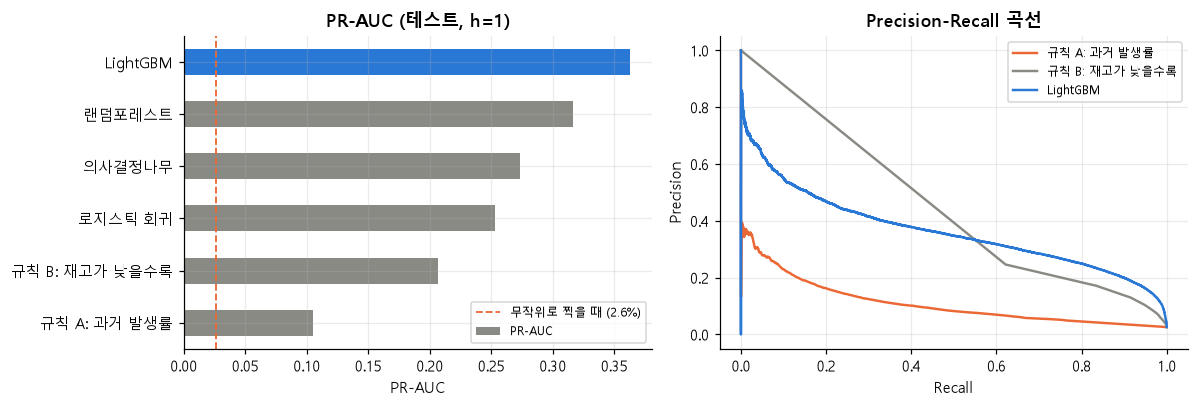 PR-AUC (테스트, h=1)
LightGBM
랜덤포레스트
의사결정나무
로지스틱 회귀
규칙 B: 재고가 낮을수록
규칙 A: 과거 발생률
무작위로 찍을 때 (2.6%)
PR-AUC
0.00 0.05 0.10 0.15 0.20 0.25 0.30
PR-AUC
Precision-Recall 곡선
규칙 A: 과거 발생률
규칙 B: 재고가 낮을수록
LightGBM
Precision
1.0
0.8
0.6
0.4
0.2
0.0
0.0 0.2 0.4 0.6 0.8 1.0
Recall